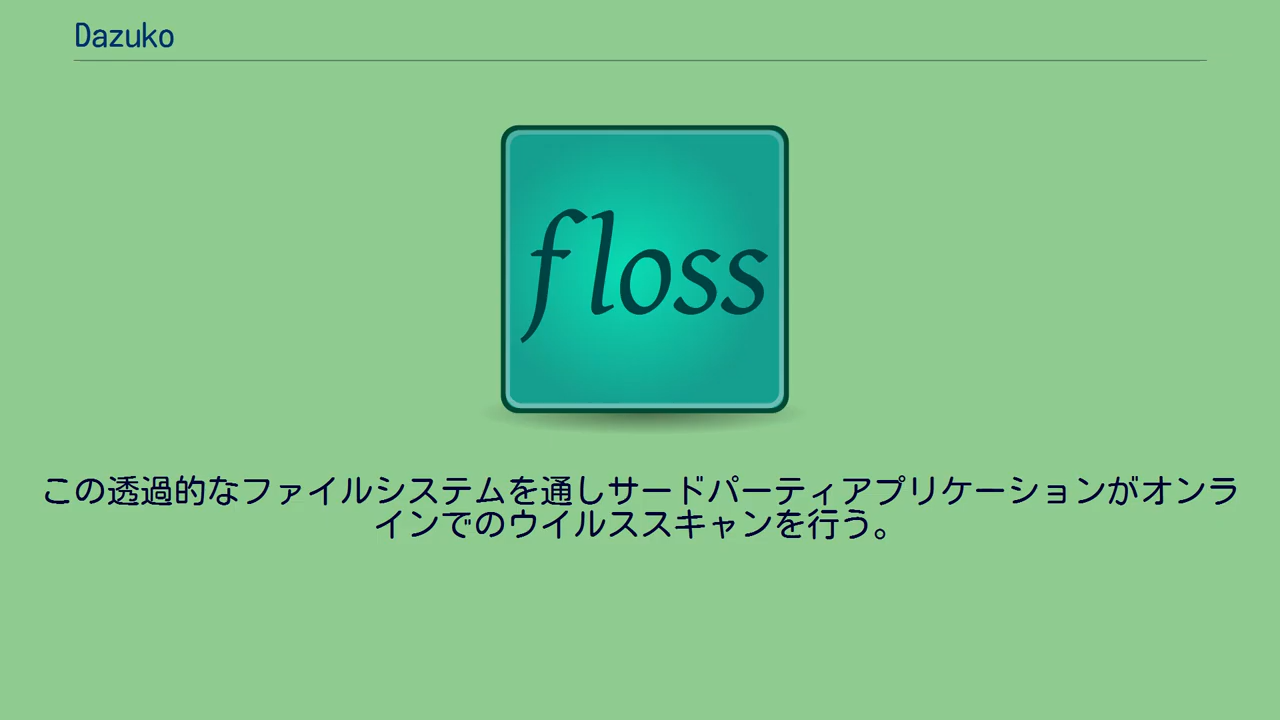 Dazuko
floss
この透過的なファイルシステムを通しサードパーティアプリケーションがオンラ
インでのウイルススキャンを行う。